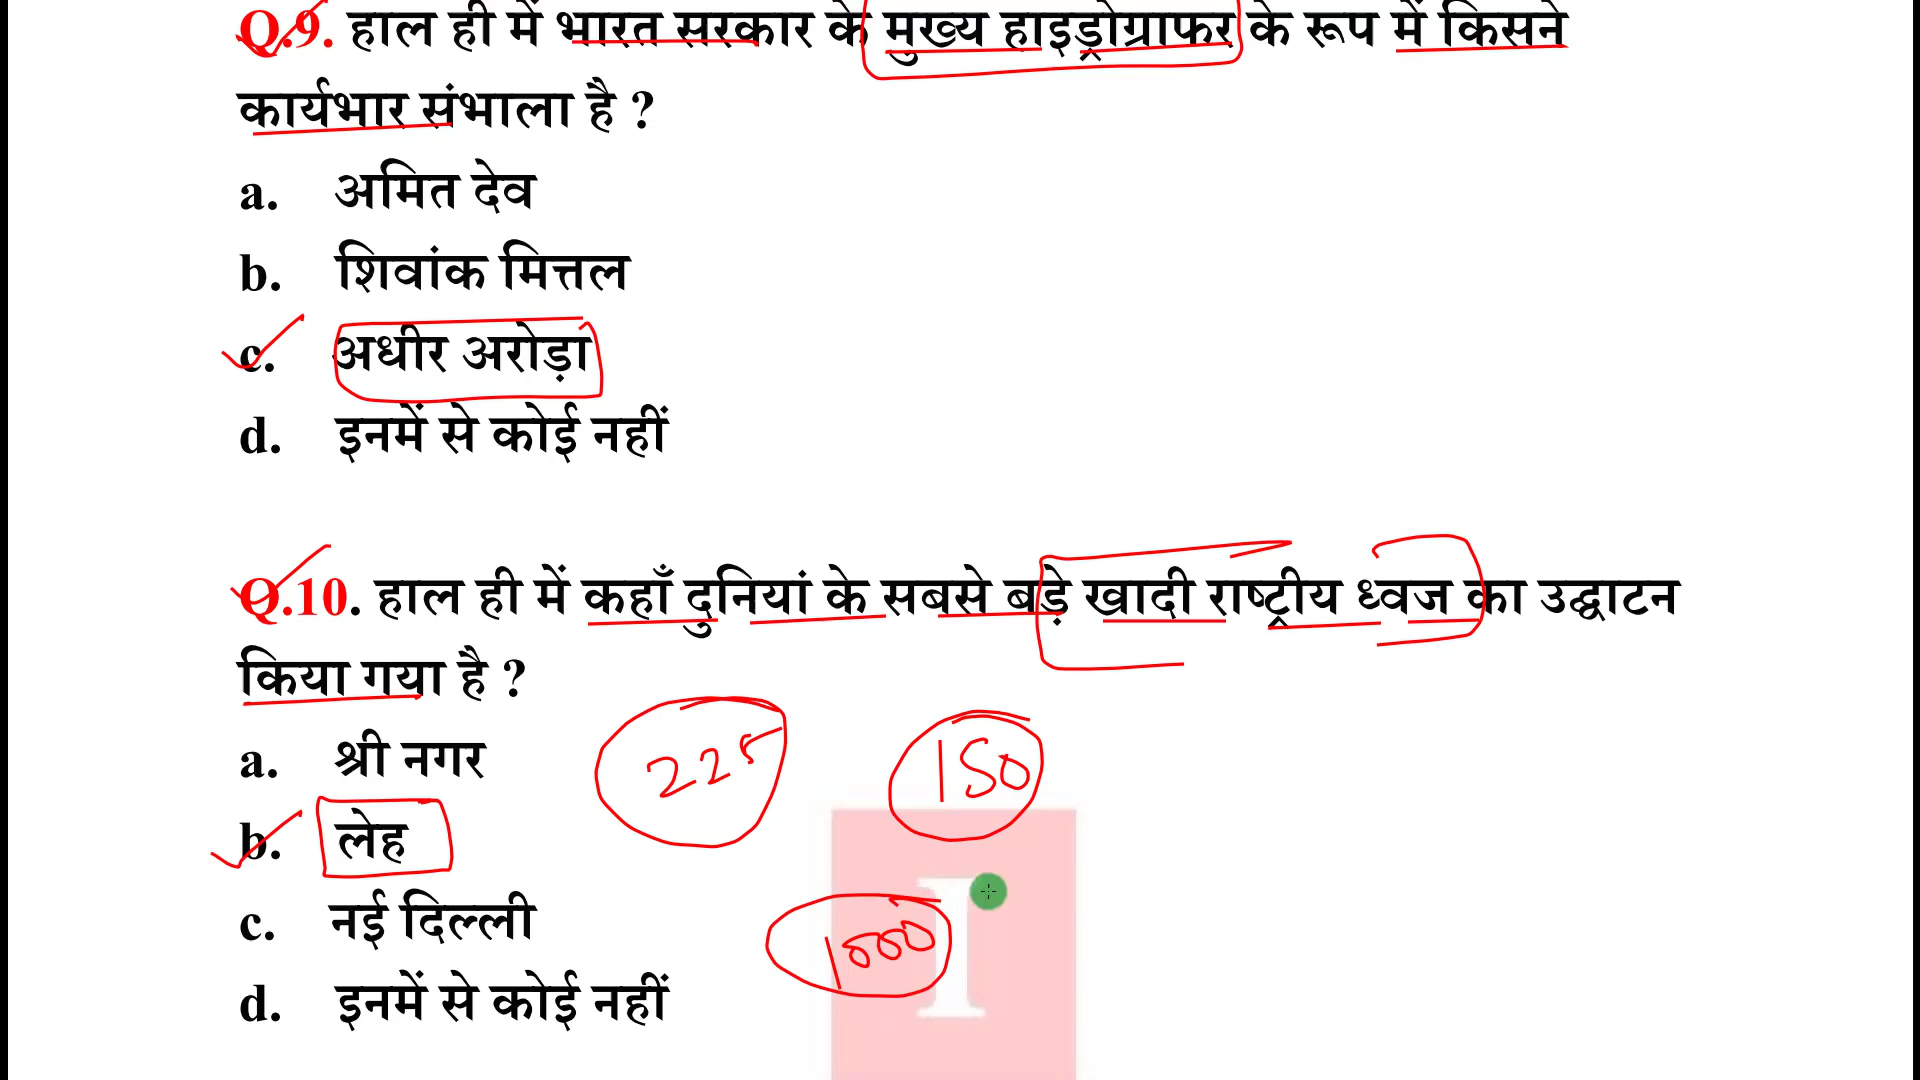 Q.9. हाल ही में भारत सरकार के मुख्य हाइड्रोग्राफर के रूप में किसने
कार्यभार संभाला है ?
a. अमित देव
b. शिवांक मित्तल
c. अधीर अरोड़ा
d. इनमें से कोई नहीं
Q.10. हाल ही में कहाँ दुनियां के सबसे बड़े खादी राष्ट्रीय ध्वज का उद्घाटन
किया गया है ?
a. श्री नगर
225 150
b. लेह
c. नई दिल्ली
1000
d. इनमें से कोई नहीं
I